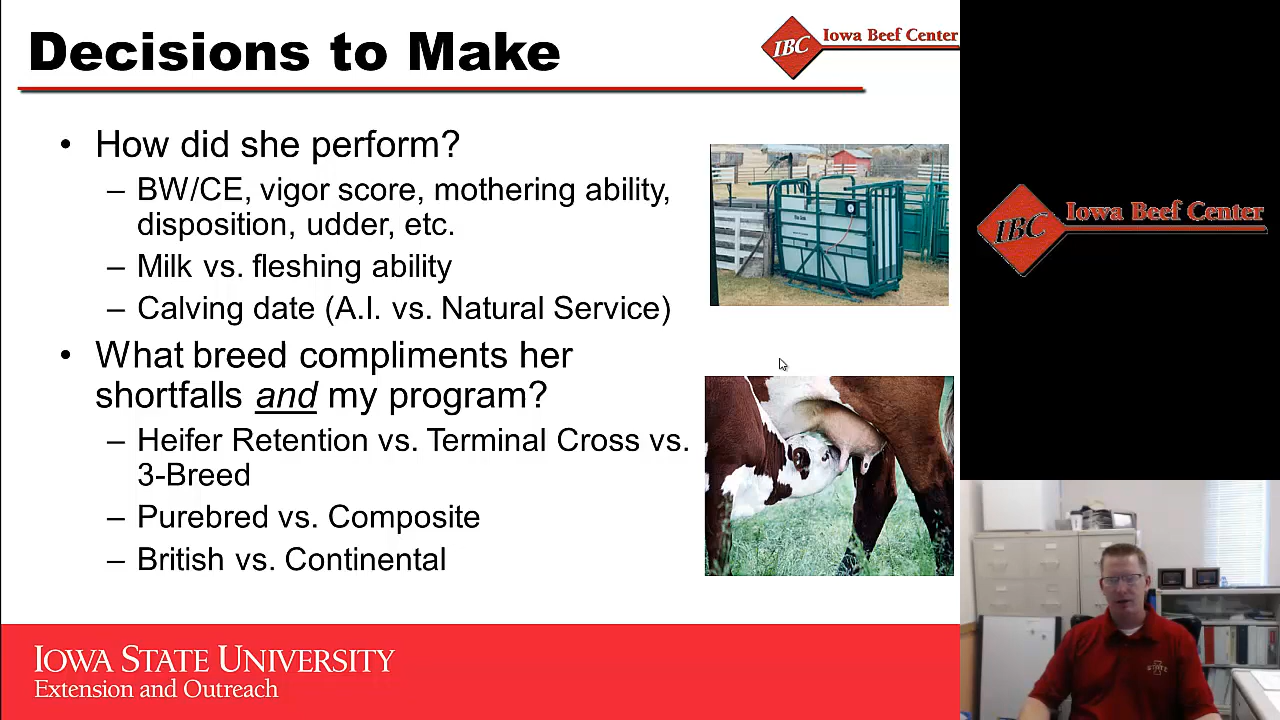 Decisions to Make
IBC Iowa Beef Center
• How did she perform?
– BW/CE, vigor score, mothering ability,
disposition, udder, etc.
– Milk vs. fleshing ability
– Calving date (A.I. vs. Natural Service)
• What breed compliments her
shortfalls and my program?
– Heifer Retention vs. Terminal Cross vs.
3-Breed
– Purebred vs. Composite
– British vs. Continental
IOWA STATE UNIVERSITY
Extension and Outreach
IBC Iowa Beef Center